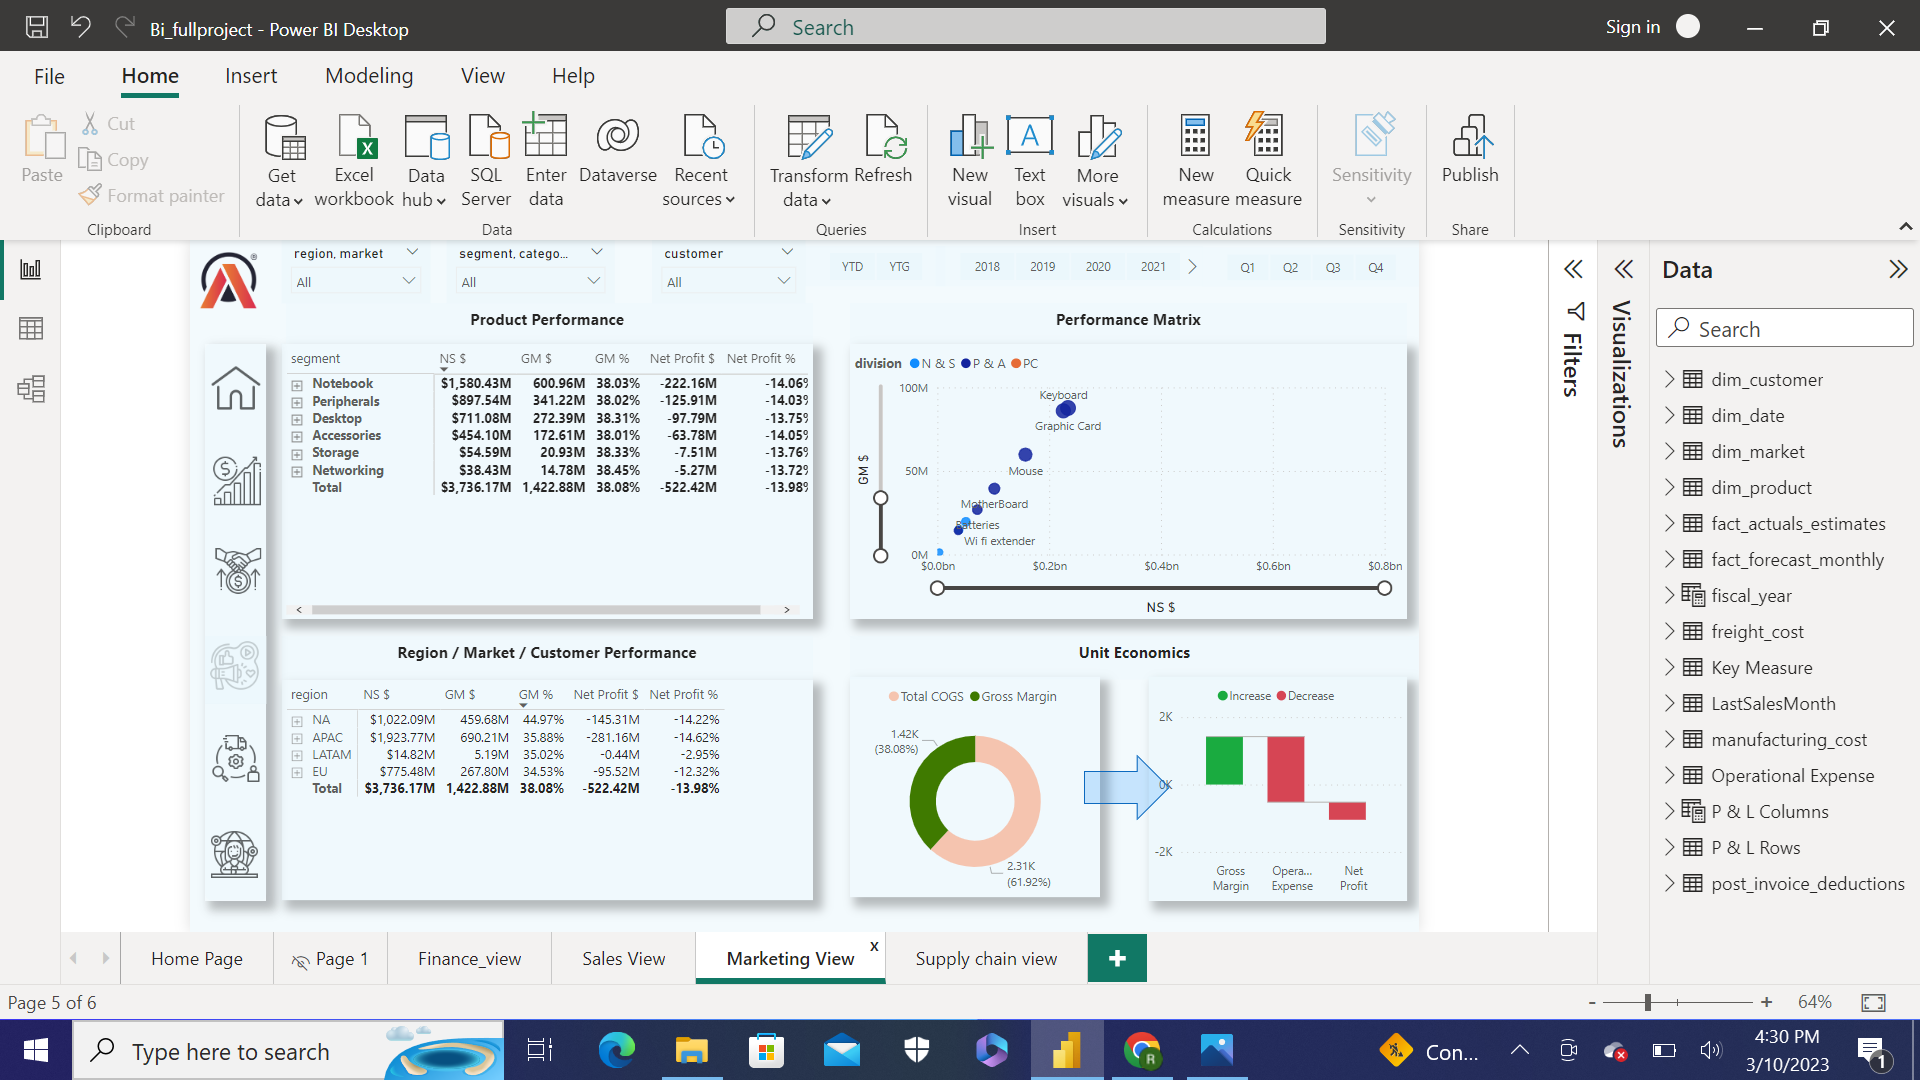 Bi_fullproject - Power BI Desktop
Search
Sign in
File Home Insert Modeling View Help
Paste
Cut
Copy
Format painter
Clipboard
Get data
Excel workbook
Data hub
SQL Server
Enter data
Dataverse
Recent sources
Data
Transform data
Refresh
Queries
New visual
Text box
More visuals
Insert
New measure
Quick measure
Calculations
Sensitivity
Sensitivity
Publish
Share
region, market
All
segment, catego...
All
customer
All
YTD YTG
2018 2019 2020 2021
Q1 Q2 Q3 Q4
Product Performance
segment NS $ GM $ GM % Net Profit $ Net Profit %
Notebook $1,580.43M 600.96M 38.03% -222.16M -14.06%
Peripherals $897.54M 341.22M 38.02% -125.91M -14.03%
Desktop $711.08M 272.39M 38.31% -97.79M -13.75%
Accessories $454.10M 172.61M 38.01% -63.78M -14.05%
Storage $54.59M 20.93M 38.33% -7.51M -13.76%
Networking $38.43M 14.78M 38.45% -5.27M -13.72%
Total $3,736.17M 1,422.88M 38.08% -522.42M -13.98%
Performance Matrix
division N & S P & A PC
100M
50M
0M
GM $
Keyboard
Graphic Card
Mouse
MotherBoard
Batteries
Wi fi extender
$0.0bn $0.2bn $0.4bn $0.6bn $0.8bn
NS $
Region / Market / Customer Performance
region NS $ GM $ GM % Net Profit $ Net Profit %
NA $1,022.09M 459.68M 44.97% -145.31M -14.22%
APAC $1,923.77M 690.21M 35.88% -281.16M -14.62%
LATAM $14.82M 5.19M 35.02% -0.44M -2.95%
EU $775.48M 267.80M 34.53% -95.52M -12.32%
Total $3,736.17M 1,422.88M 38.08% -522.42M -13.98%
Unit Economics
Total COGS Gross Margin
1.42K
(38.08%)
2.31K
(61.92%)
Increase Decrease
2K
0K
-2K
Gross Margin
Opera... Expense
Net Profit
Filters
Visualizations
Data
Search
dim_customer
dim_date
dim_market
dim_product
fact_actuals_estimates
fact_forecast_monthly
fiscal_year
freight_cost
Key Measure
LastSalesMonth
manufacturing_cost
Operational Expense
P & L Columns
P & L Rows
post_invoice_deductions
Home Page
Page 1
Finance_view
Sales View
Marketing View x
Supply chain view
+
Page 5 of 6
- + 64%
Type here to search
Con...
4:30 PM
3/10/2023
1